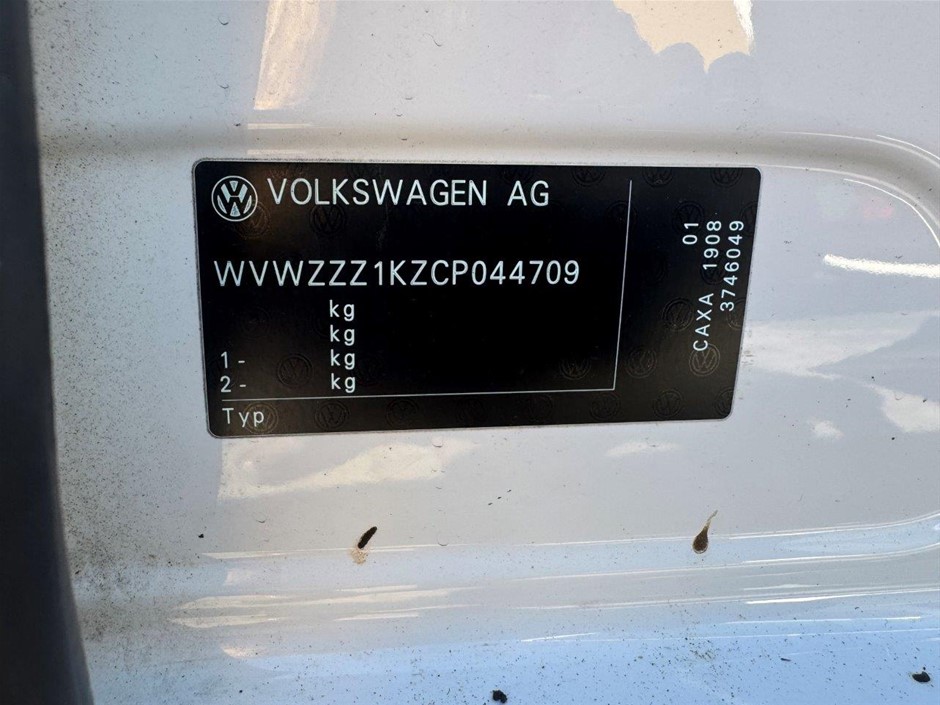 VOLKSWAGEN AG
WVWZZZ1KZCP044709
kg
kg
1- kg
2- kg
Typ
01
CAXA 1908
3746049